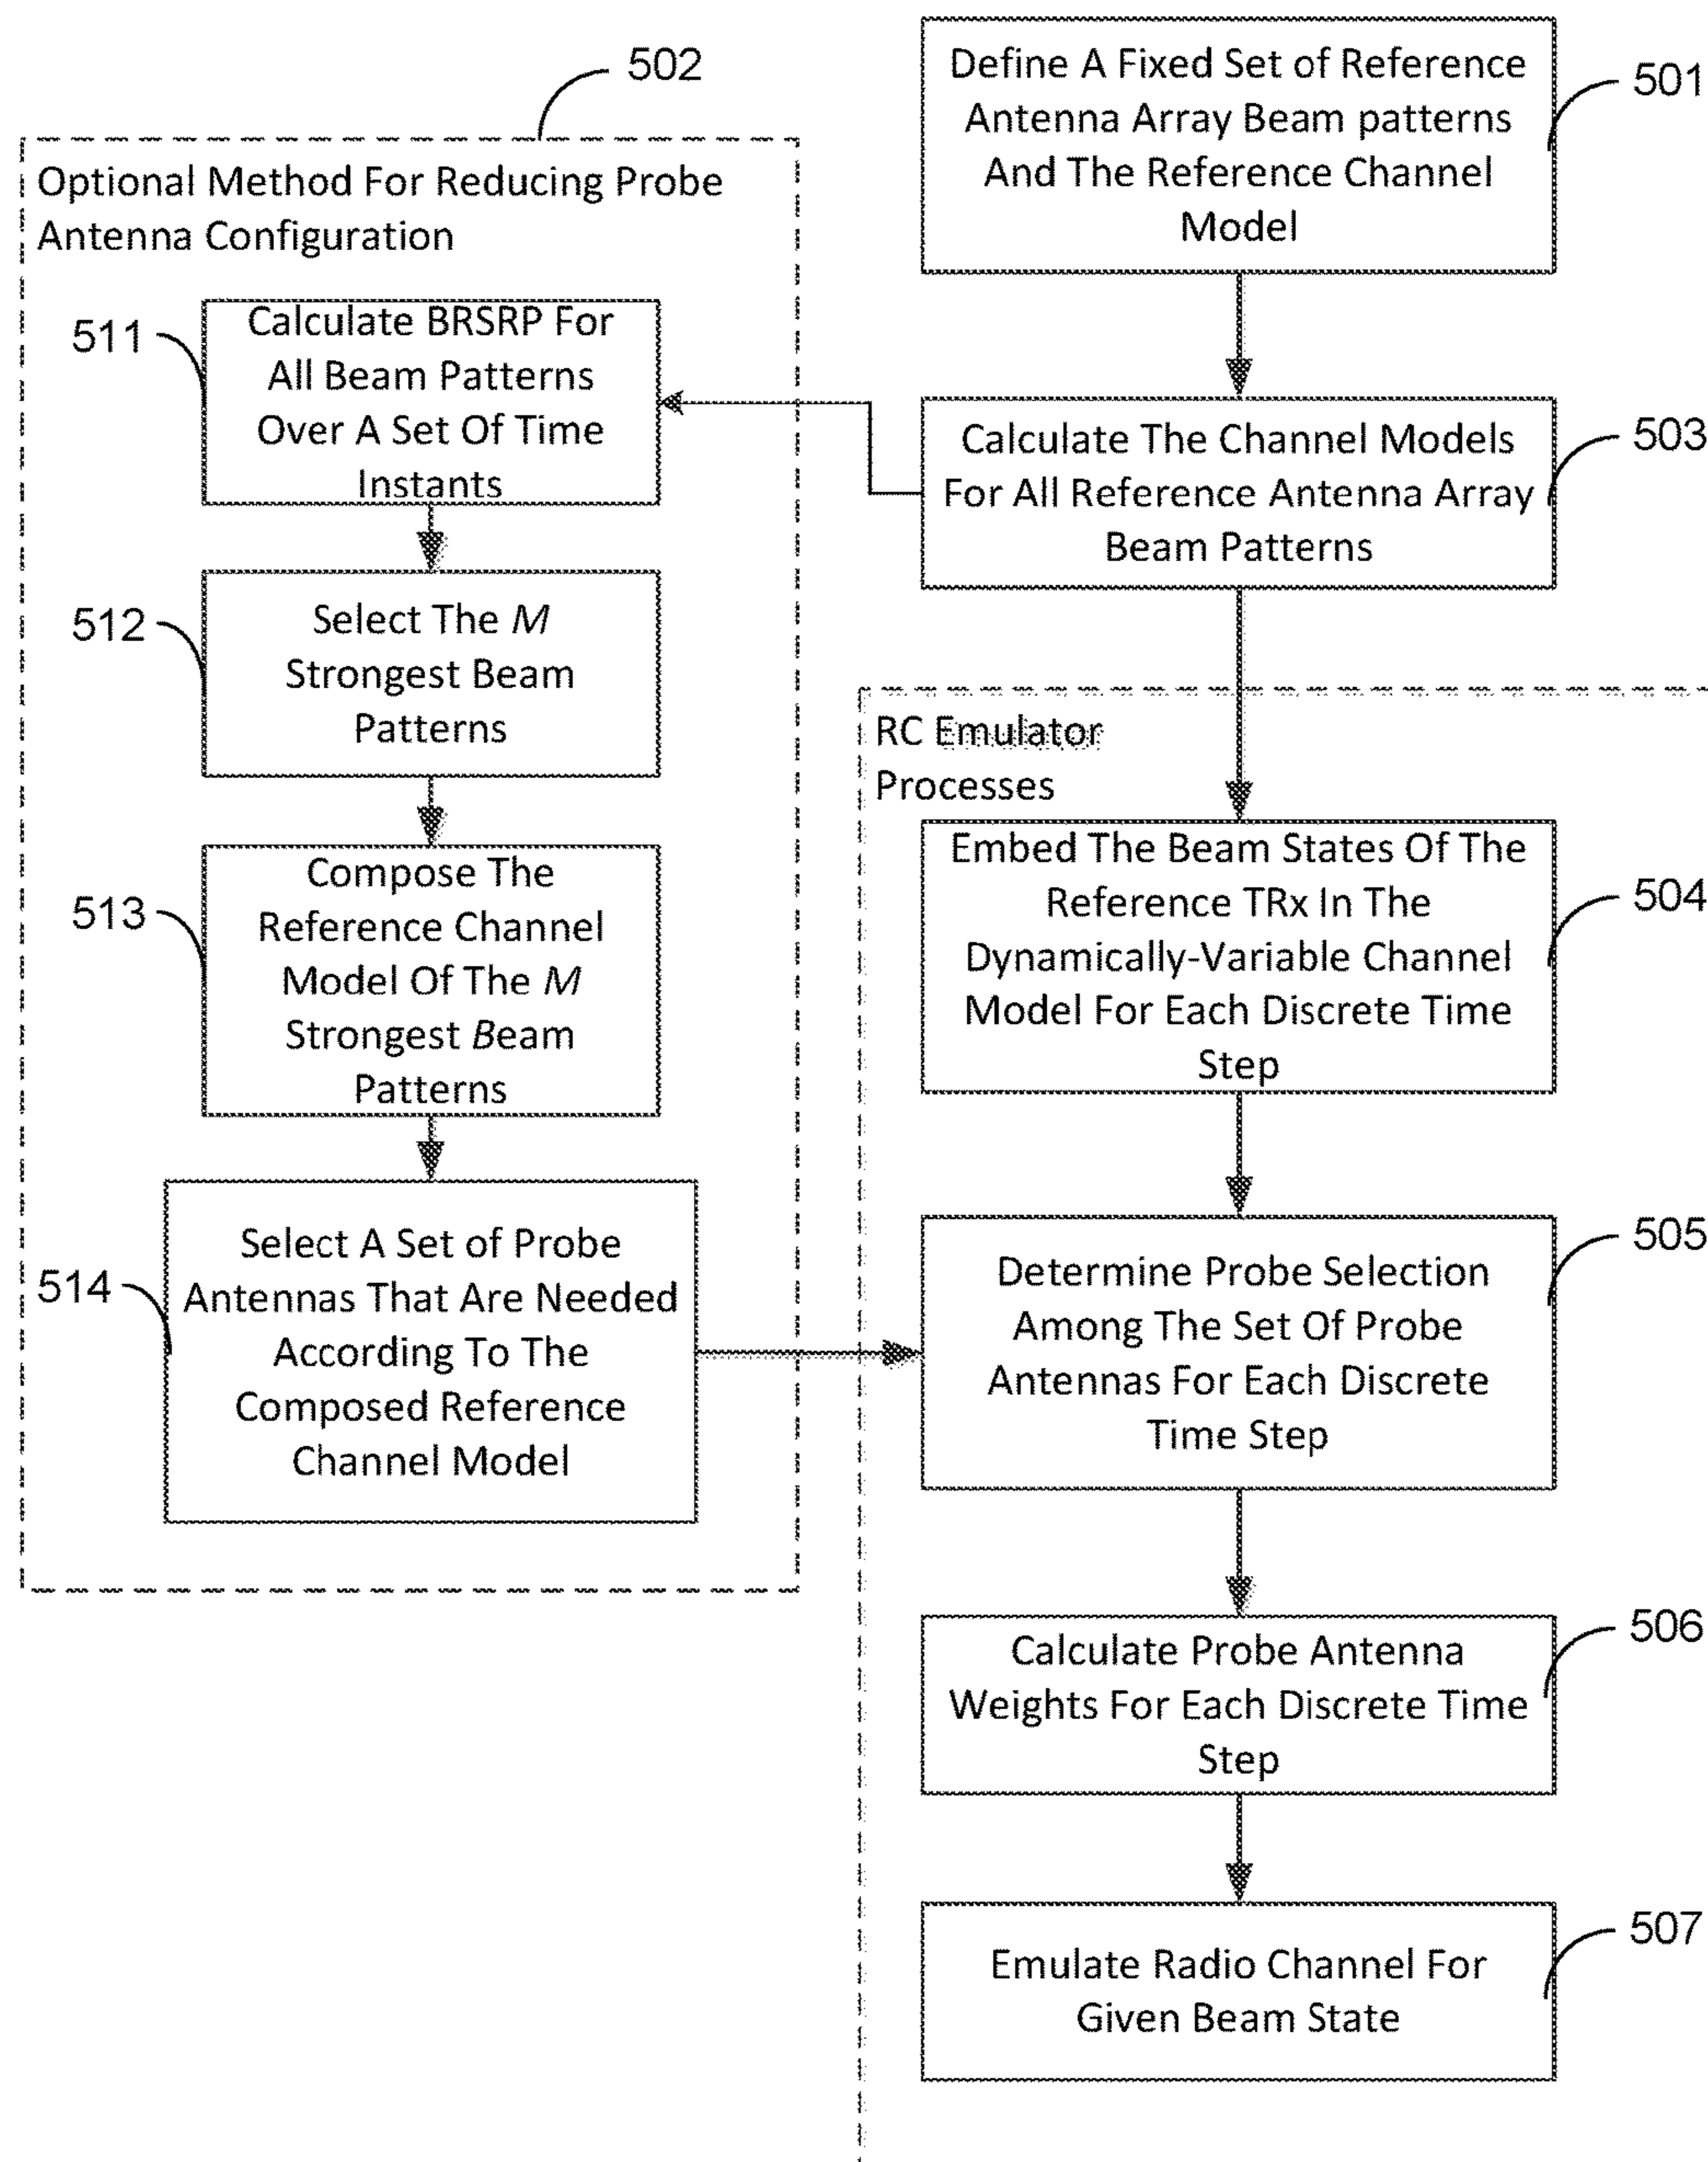 502
Optional Method For Reducing Probe
Antenna Configuration
511
Calculate BRSRP For
All Beam Patterns
Over A Set Of Time
Instants
512
Select The M
Strongest Beam
Patterns
513
Compose The
Reference Channel
Model Of The M
Strongest Beam
Patterns
514
Select A Set of Probe
Antennas That Are Needed
According To The
Composed Reference
Channel Model
501
Define A Fixed Set of Reference
Antenna Array Beam patterns
And The Reference Channel
Model
503
Calculate The Channel Models
For All Reference Antenna Array
Beam Patterns
RC Emulator
Processes
504
Embed The Beam States Of The
Reference TRx In The
Dynamically-Variable Channel
Model For Each Discrete Time
Step
505
Determine Probe Selection
Among The Set Of Probe
Antennas For Each Discrete
Time Step
506
Calculate Probe Antenna
Weights For Each Discrete Time
Step
507
Emulate Radio Channel For
Given Beam State